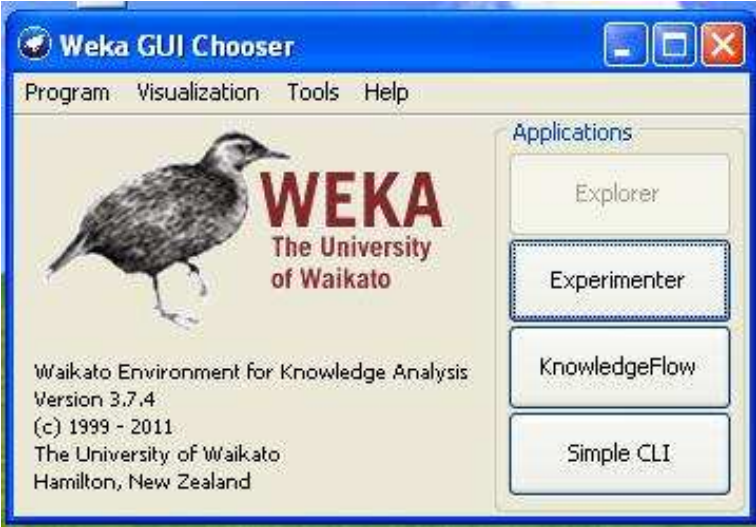 Weka GUI Chooser
Program Visualization Tools Help
WEKA
The University
of Waikato
Waikato Environment for Knowledge Analysis
Version 3.7.4
(c) 1999 - 2011
The University of Waikato
Hamilton, New Zealand
Applications
Explorer
Experimenter
KnowledgeFlow
Simple CLI